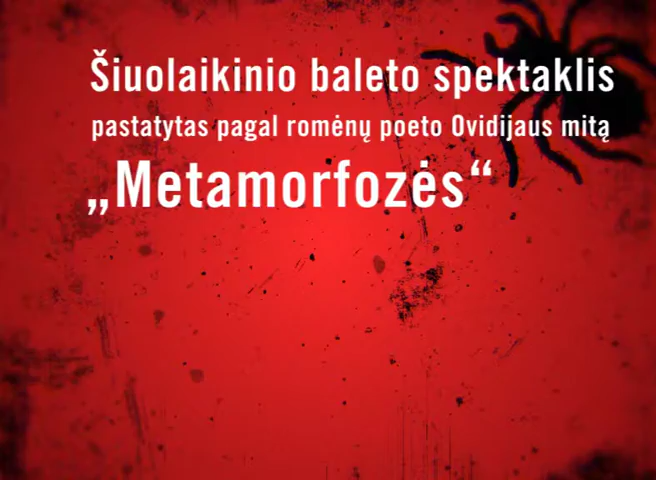 Šiuolaikinio baleto spektaklis
pastatytas pagal romėnų poeto Ovidijaus mitą
„Metamorfozės“